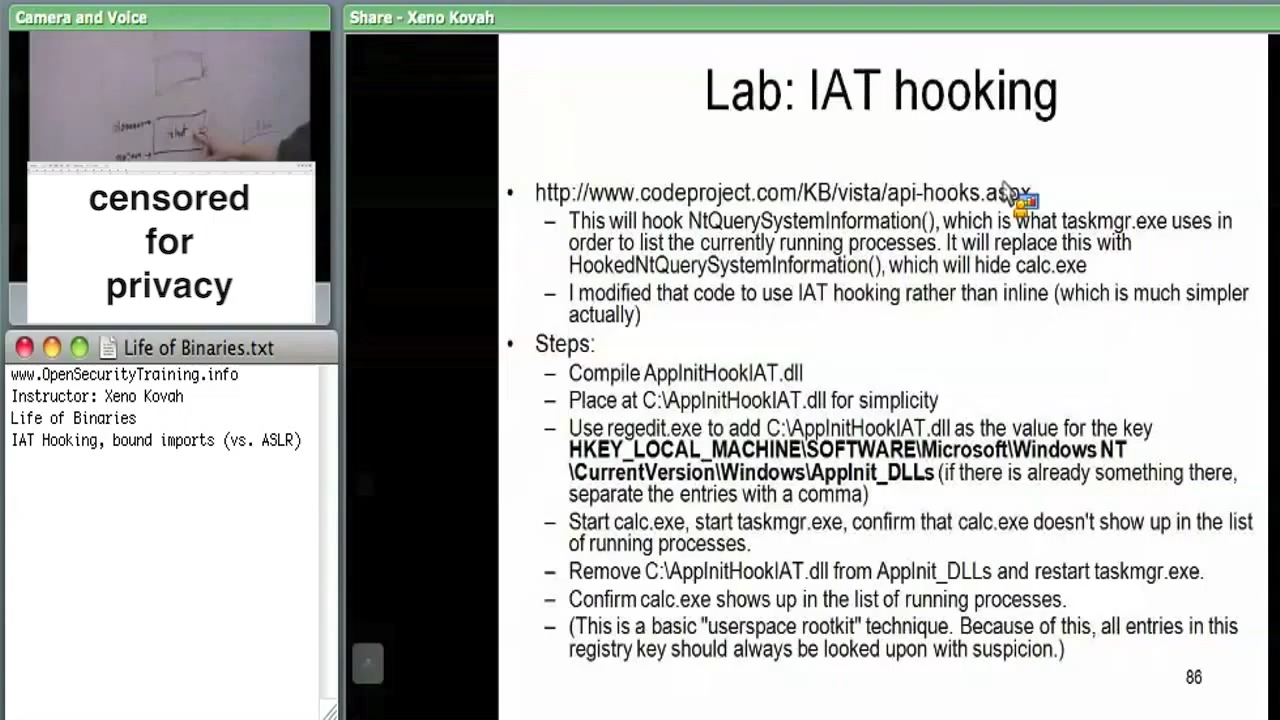 Camera and Voice
censored
for
privacy
Life of Binaries.txt
www.OpenSecurityTraining.info
Instructor: Xeno Kovah
Life of Binaries
IAT Hooking, bound imports (vs. ASLR)
Share - Xeno Kovah
Lab: IAT hooking
• http://www.codeproject.com/KB/vista/api-hooks.aspx
– This will hook NtQuerySystemInformation(), which is what taskmgr.exe uses in
order to list the currently running processes. It will replace this with
HookedNtQuerySystemInformation(), which will hide calc.exe
– I modified that code to use IAT hooking rather than inline (which is much simpler
actually)
• Steps:
– Compile AppInitHookIAT.dll
– Place at C:\AppInitHookIAT.dll for simplicity
– Use regedit.exe to add C:\AppInitHookIAT.dll as the value for the key
HKEY_LOCAL_MACHINE\SOFTWARE\Microsoft\Windows NT
\CurrentVersion\Windows\AppInit_DLLs (if there is already something there,
separate the entries with a comma)
– Start calc.exe, start taskmgr.exe, confirm that calc.exe doesn't show up in the list
of running processes.
– Remove C:\AppInitHookIAT.dll from AppInit_DLLs and restart taskmgr.exe.
– Confirm calc.exe shows up in the list of running processes.
– (This is a basic "userspace rootkit" technique. Because of this, all entries in this
registry key should always be looked upon with suspicion.)
86